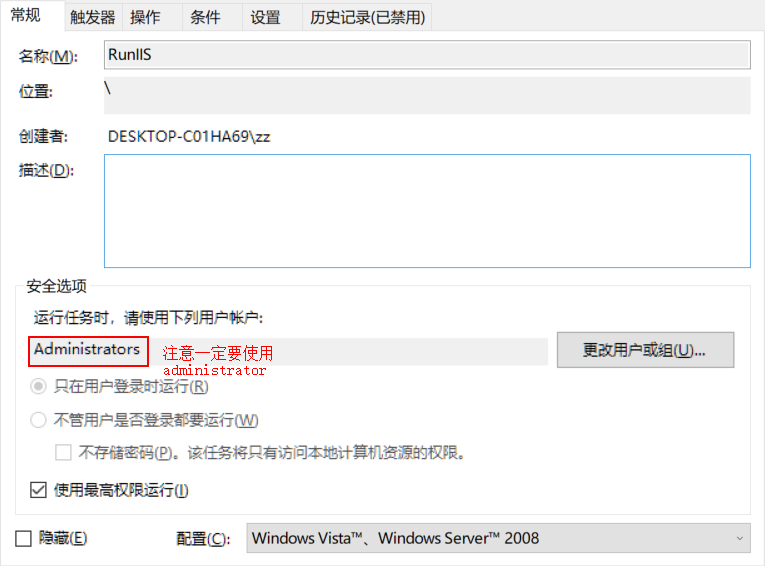 常规 触发器 操作 条件 设置 历史记录(已禁用)
名称(M): RunIIS
位置: \
创建者: DESKTOP-C01HA69\zz
描述(D):
安全选项
运行任务时，请使用下列用户帐户:
Administrators 注意一定要使用 更改用户或组(U)...
administrator
只在用户登录时运行(R)
不管用户是否登录都要运行(W)
不存储密码(P)。该任务将只有访问本地计算机资源的权限。
使用最高权限运行(I)
隐藏(E) 配置(C): Windows Vista™、Windows Server™ 2008